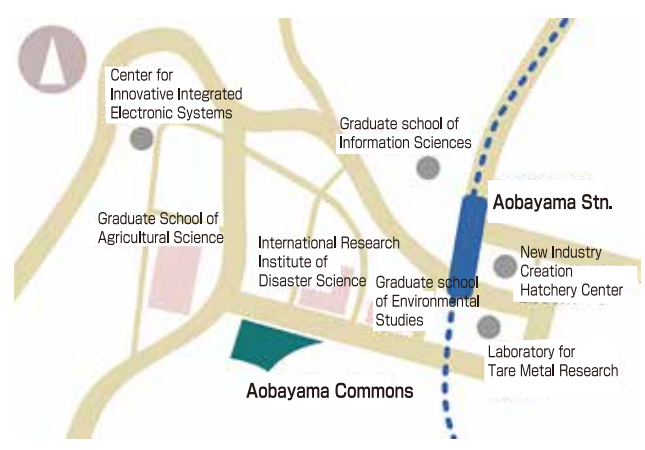 Center for
Innovative Integrated
Electronic Systems
Graduate school of
Information Sciences
Aobayama Stn.
Graduate School of
Agricultural Science
International Research
Institute of
Disaster Science
Graduate school
of Environmental
Studies
New Industry
Creation
Hatchery Center
Laboratory for
Tare Metal Research
Aobayama Commons